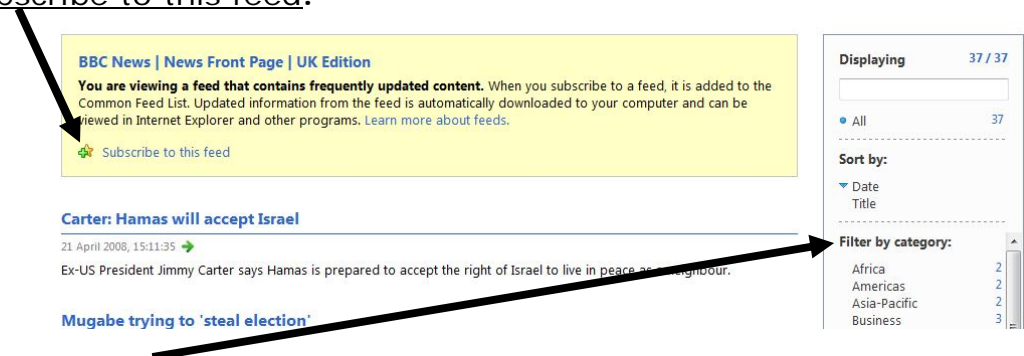 scribe to this feed.
BBC News | News Front Page | UK Edition
You are viewing a feed that contains frequently updated content. When you subscribe to a feed, it is added to the
Common Feed List. Updated information from the feed is automatically downloaded to your computer and can be
viewed in Internet Explorer and other programs. Learn more about feeds.
Subscribe to this feed
Carter: Hamas will accept Israel
21 April 2008, 15:11:35
Ex-US President Jimmy Carter says Hamas is prepared to accept the right of Israel to live in peace as a neighbour.
Mugabe trying to 'steal election'
Displaying 37 / 37
All 37
Sort by:
Date
Title
Filter by category:
Africa 2
Americas 2
Asia-Pacific 2
Business 3